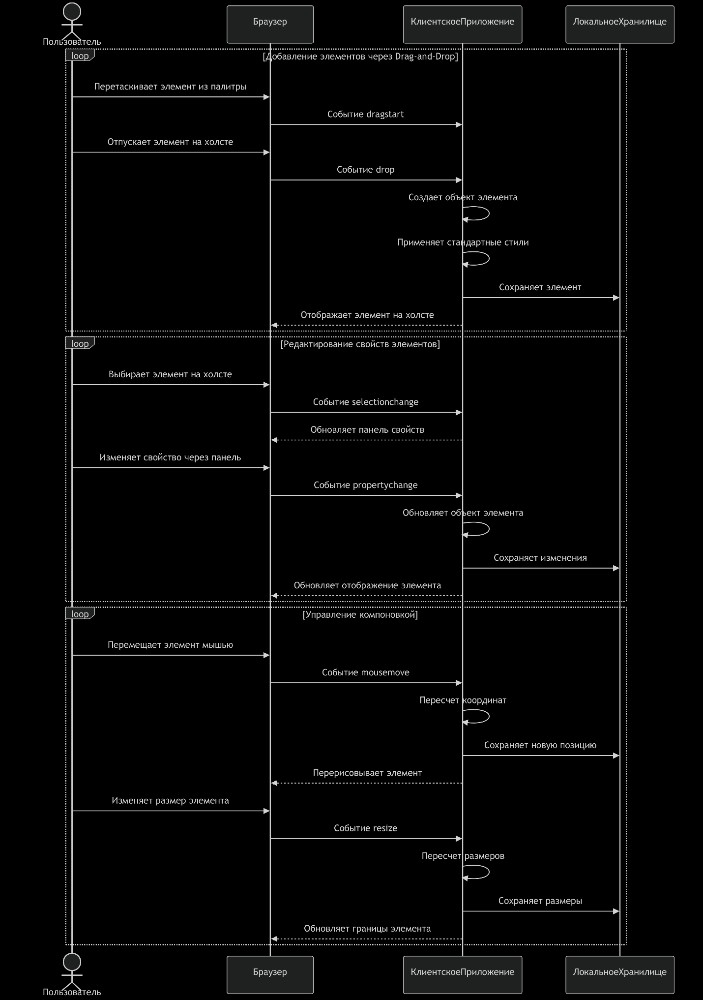 Пользователь
Браузер
КлиентскоеПриложение
ЛокальноеХранилище
loop
[Добавление элементов через Drag-and-Drop]
Перетаскивает элемент из палитры
Событие dragstart
Отпускает элемент на холсте
Событие drop
Создает объект элемента
Применяет стандартные стили
Сохраняет элемент
Отображает элемент на холсте
loop
[Редактирование свойств элементов]
Выбирает элемент на холсте
Событие selectionchange
Обновляет панель свойств
Изменяет свойство через панель
Событие propertychange
Обновляет объект элемента
Сохраняет изменения
Обновляет отображение элемента
loop
[Управление компоновкой]
Перемещает элемент мышью
Событие mousemove
Пересчет координат
Сохраняет новую позицию
Перерисовывает элемент
Изменяет размер элемента
Событие resize
Пересчет размеров
Сохраняет размеры
Обновляет границы элемента
Пользователь
Браузер
КлиентскоеПриложение
ЛокальноеХранилище